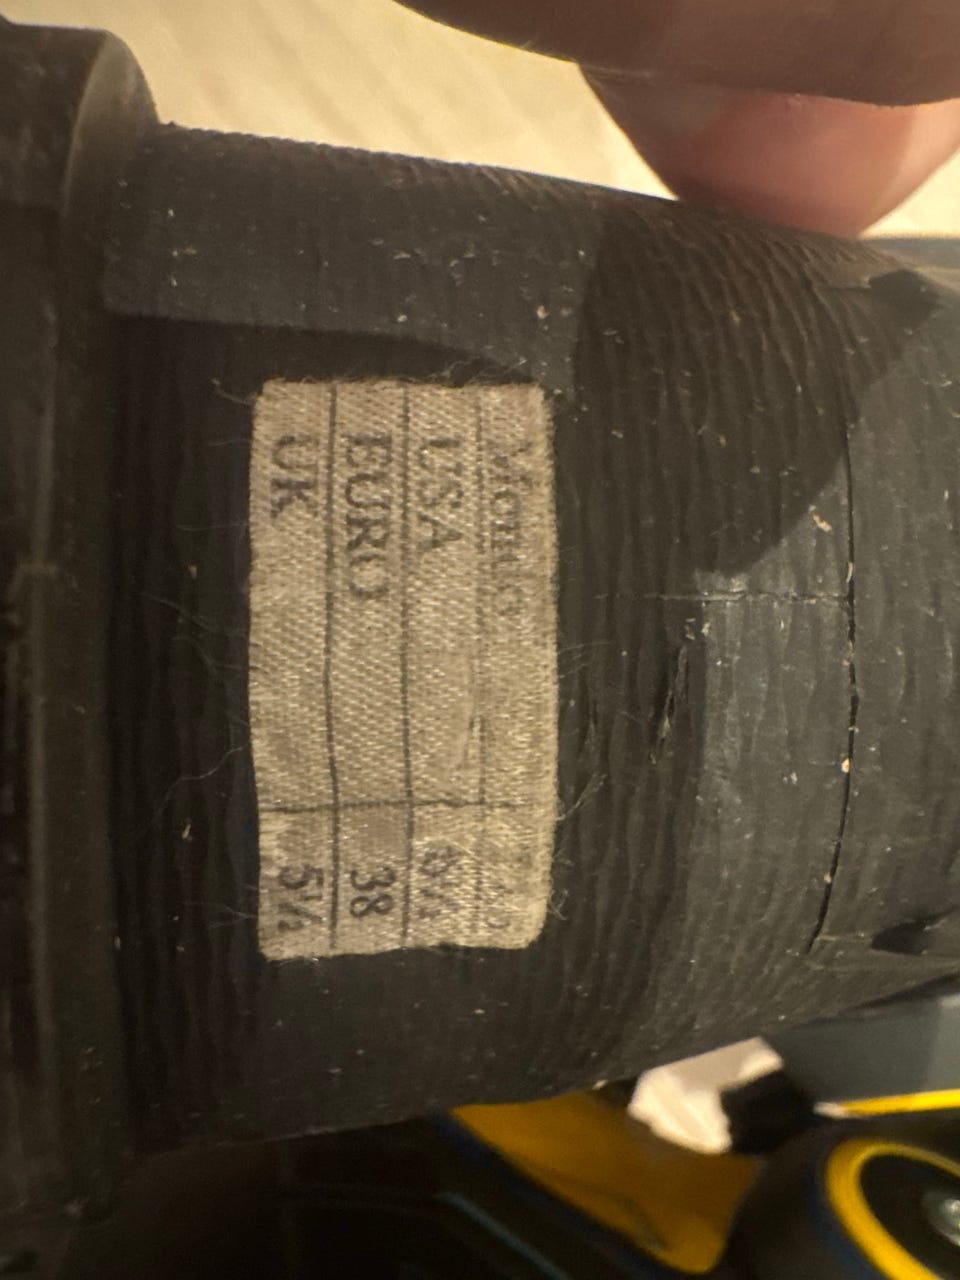 Mondo
USA 6½
EURO 38
UK 5½